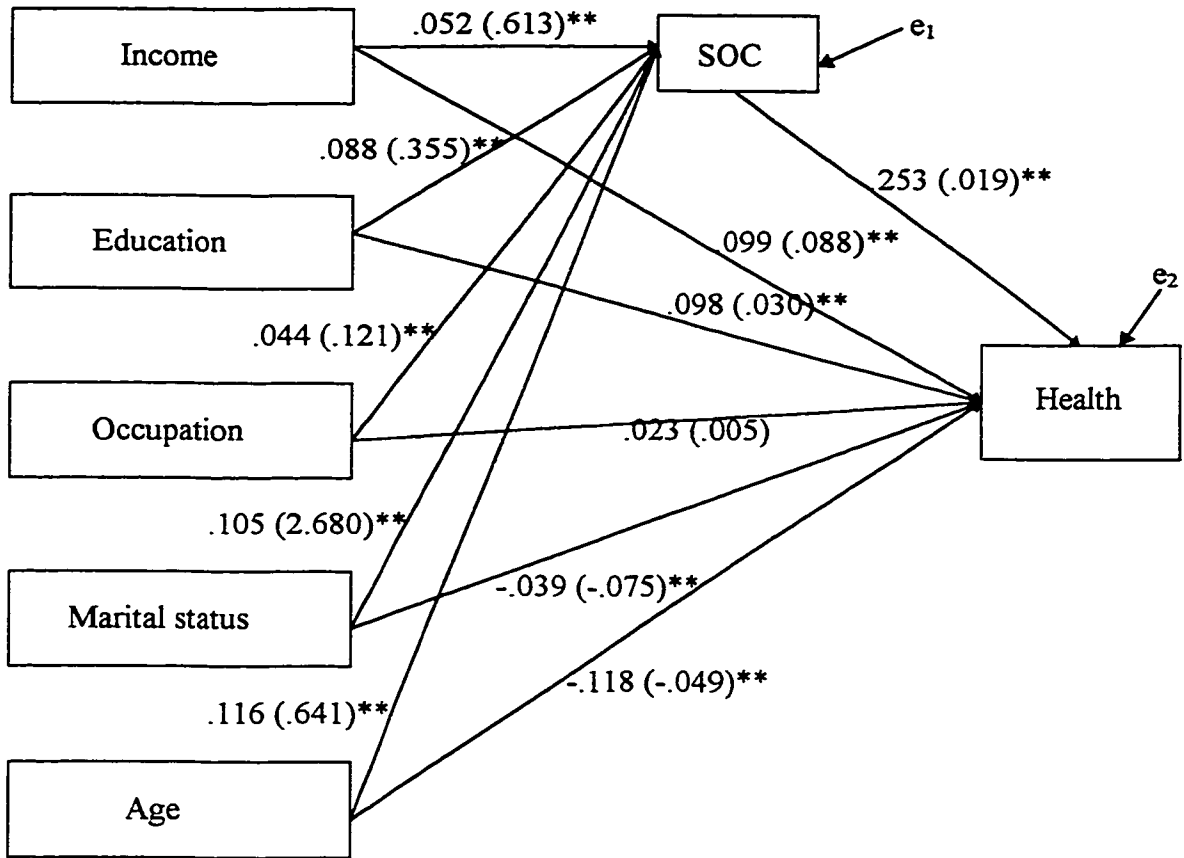 .052 (.613)**
e₁
Income
SOC
.088 (.355)**
.253 (.019)**
Education
.099 (.088)**
.098 (.030)**
e₂
.044 (.121)**
Health
Occupation
.023 (.005)
.105 (2.680)**
-.039 (-.075)**
Marital status
-.118 (-.049)**
.116 (.641)**
Age